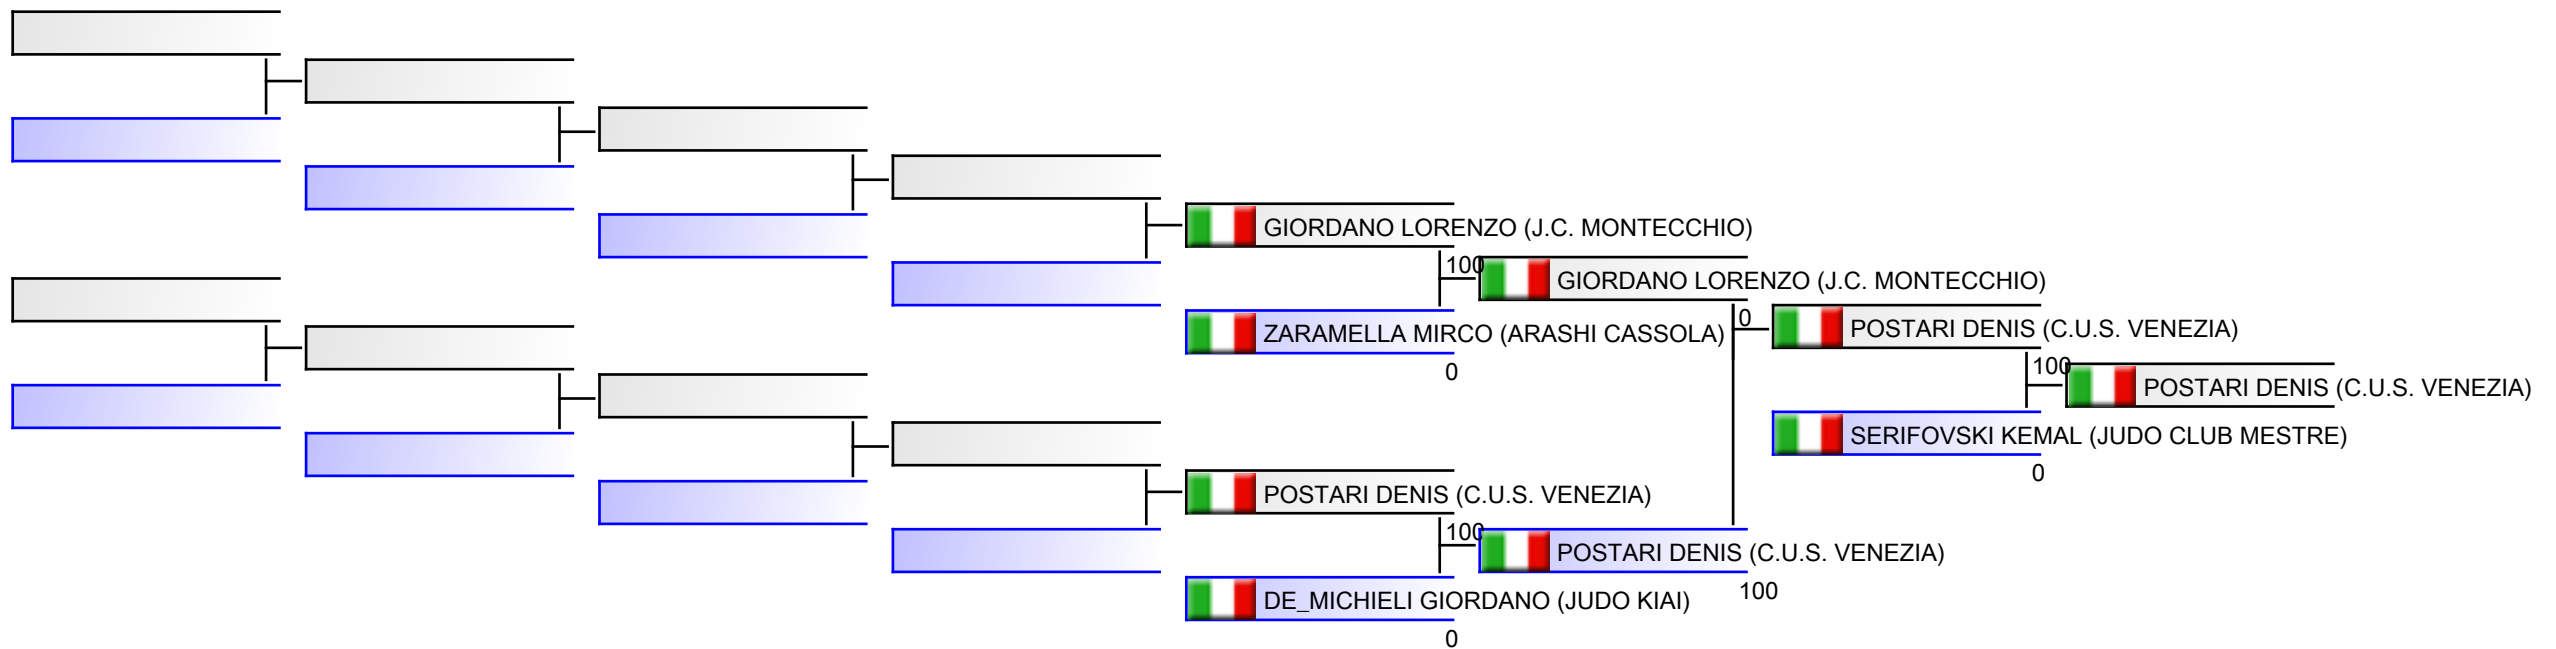 GIORDANO LORENZO (J.C. MONTECCHIO)
100
GIORDANO LORENZO (J.C. MONTECCHIO)
ZARAMELLA MIRCO (ARASHI CASSOLA)
0
0
POSTARI DENIS (C.U.S. VENEZIA)
100
POSTARI DENIS (C.U.S. VENEZIA)
SERIFOVSKI KEMAL (JUDO CLUB MESTRE)
0
POSTARI DENIS (C.U.S. VENEZIA)
100
POSTARI DENIS (C.U.S. VENEZIA)
100
DE_MICHIELI GIORDANO (JUDO KIAI)
0